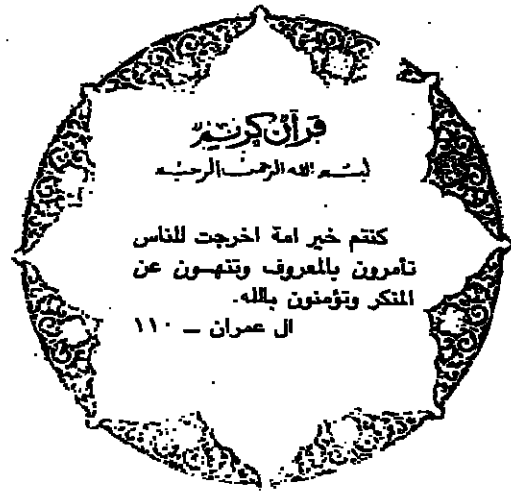 قرآن كريم
بسم الله الرحمن الرحيم
كنتم خير امة اخرجت للناس
تأمرون بالمعروف وتنهـون عن
المنكر وتؤمنون بالله.
ال عمران ــ ١١٠